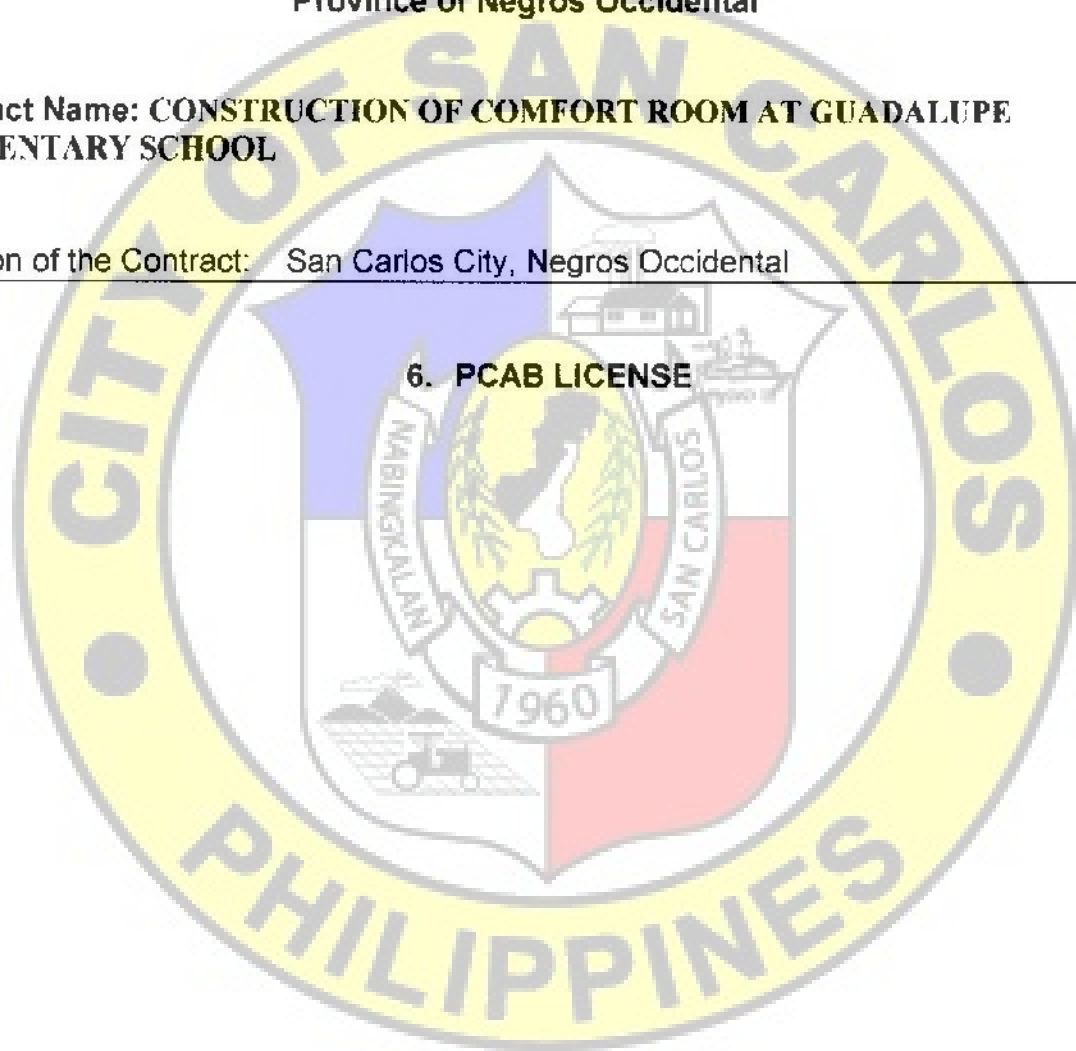 Province of Negros Occidental
act Name: CONSTRUCTION OF COMFORT ROOM AT GUADALUPE
ENTARY SCHOOL
on of the Contract: San Carlos City, Negros Occidental
6. PCAB LICENSE
CITY OF SAN CARLOS
NABINGKALAN
SAN CARLOS
1960
PHILIPPINES